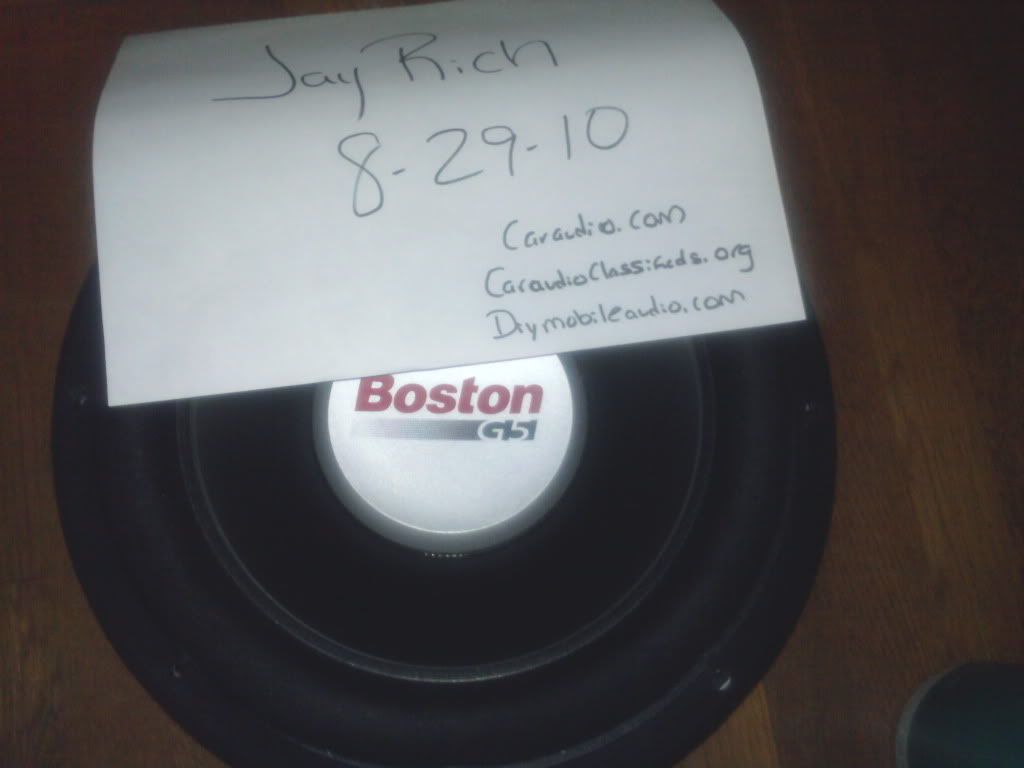 Jay Rich
8-29-10
Caraudio.com
CaraudioClassifieds.org
Diymobileaudio.com
Boston
G5